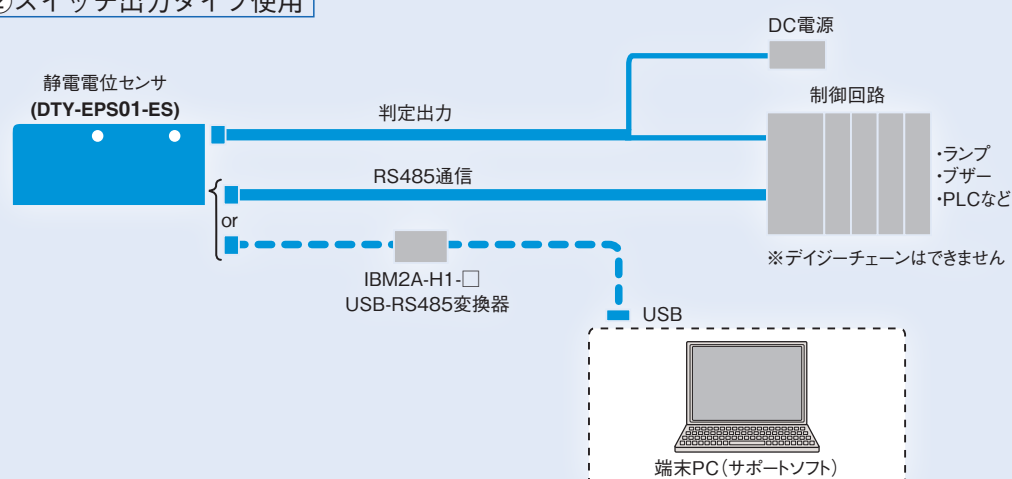 ②スイッチ出力タイプ使用
DC電源
静電電位センサ
(DTY-EPS01-ES)
判定出力
制御回路
・ランプ
・ブザー
・PLCなど
RS485通信
or
※デイジーチェーンはできません
IBM2A-H1-□
USB-RS485変換器
USB
端末PC(サポートソフト)